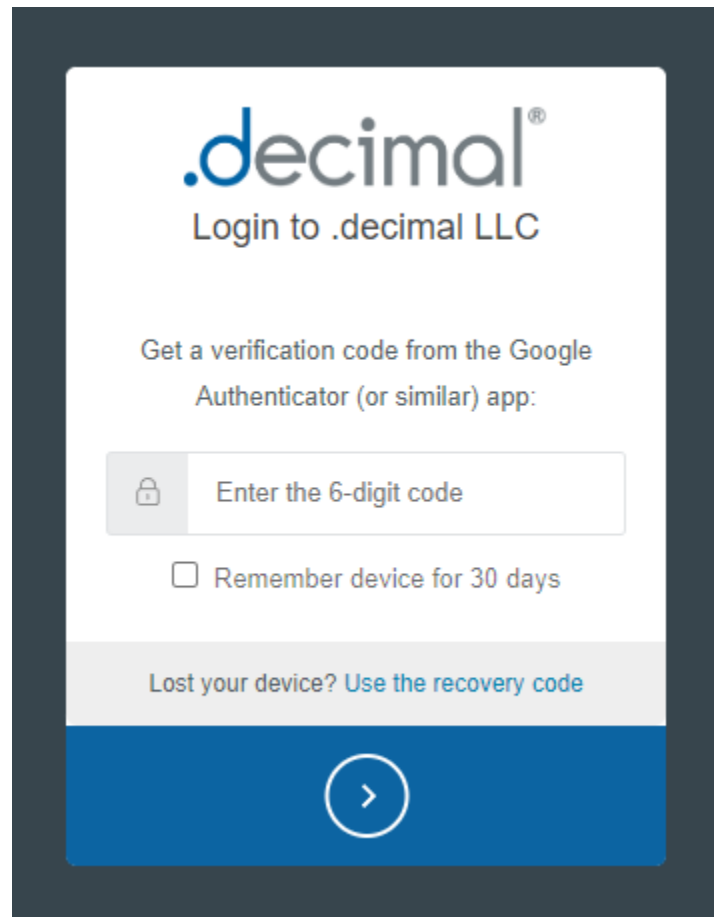 .decimal®
Login to .decimal LLC
Get a verification code from the Google
Authenticator (or similar) app:
Enter the 6-digit code
Remember device for 30 days
Lost your device? Use the recovery code